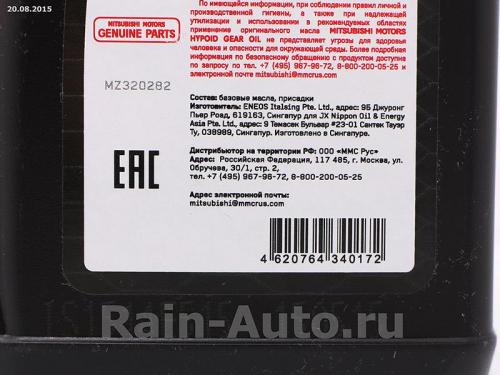 20.08.2015
MITSUBISHI MOTORS
GENUINE PARTS
По имеющейся информации, при соблюдении правил личной и
производственной гигиены, а также при надлежащей
утилизации и использовании в рекомендуемых областях
применения оригинального масла MITSUBISHI MOTORS
HYPOID GEAR OIL не представляет угрозы для здоровья
человека и опасности для окружающей среды. Более подробная
информация по безопасному обращению с продуктом доступна
по запросу по тел. +7 (495) 967-96-72, 8-800-200-05-25 и
электронной почте mitsubishi@mmcrus.com
MZ320282
Состав: базовые масла, присадки
Изготовитель: ENEOS Italsing Pte. Ltd., адрес: 95 Джуронг
Пьер Роад, 619163, Сингапур для JX Nippon Oil & Energy
Asia Pte. Ltd., адрес: 9 Темасек Бульвар #23-01 Сантек Тауэр
Ту, 038989, Сингапур. Изготовлено в Сингапуре.
Дистрибьютор на территории РФ: ООО «ММС Рус»
Адрес: Российская Федерация, 117 485, г. Москва, ул.
Обручева, 30/1, стр. 2,
тел. +7 (495) 967-96-72, 8-800-200-05-25
Адрес электронной почты:
mitsubishi@mmcrus.com
EAC
4 620764 340172
Rain-Auto.ru